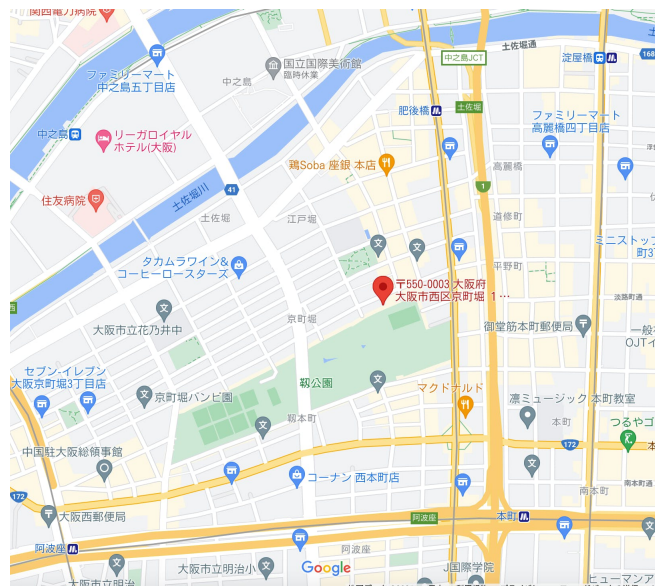 関西電力病院
土佐堀通
ファミリーマート
中之島五丁目店
国立国際美術館
臨時休業
中之島JCT
淀屋橋
168
中之島
肥後橋
土佐堀
ファミリーマート
高麗橋四丁目店
中之島
リーガロイヤル
ホテル(大阪)
鶏Soba 座銀 本店
高麗橋
住友病院
土佐堀川
41
1
土佐堀
江戸堀
道修町
タカムラワイン&
コーヒーロースターズ
平野町
ミニストップ
〒550-0003 大阪府
大阪市西区京町堀 1 …
淡路町通
大阪市立花乃井中
京町堀
御堂筋本町郵便局
一般
OJTイ
セブン-イレブン
大阪京町堀3丁目店
京町堀バンビ園
靱公園
マクドナルド
凛ミュージック 本町教室
靱本町
本町
つるやゴ
中国駐大阪総領事館
172
コーナン 西本町店
南本町通
172
南本町
大阪西郵便局
阿波座
本町
阿波座
阿波座
大阪市立明治小
Google
J国際学院
ヒューマンア
大阪市立明治